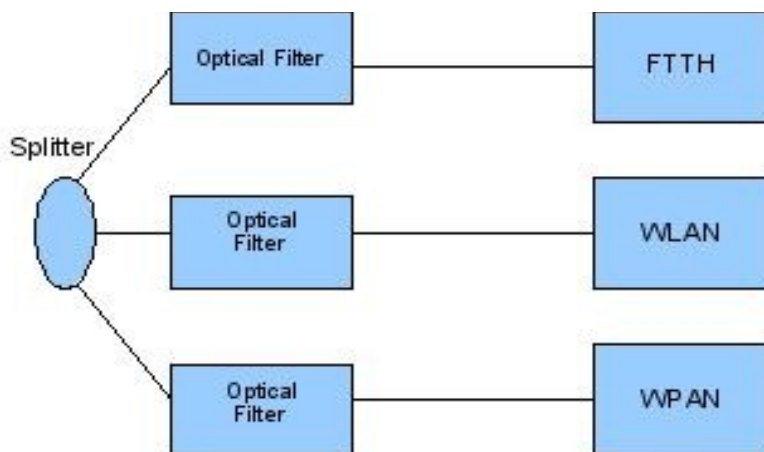 Optical Filter
FTTH
Splitter
Optical
Filter
WLAN
Optical
Filter
WPAN